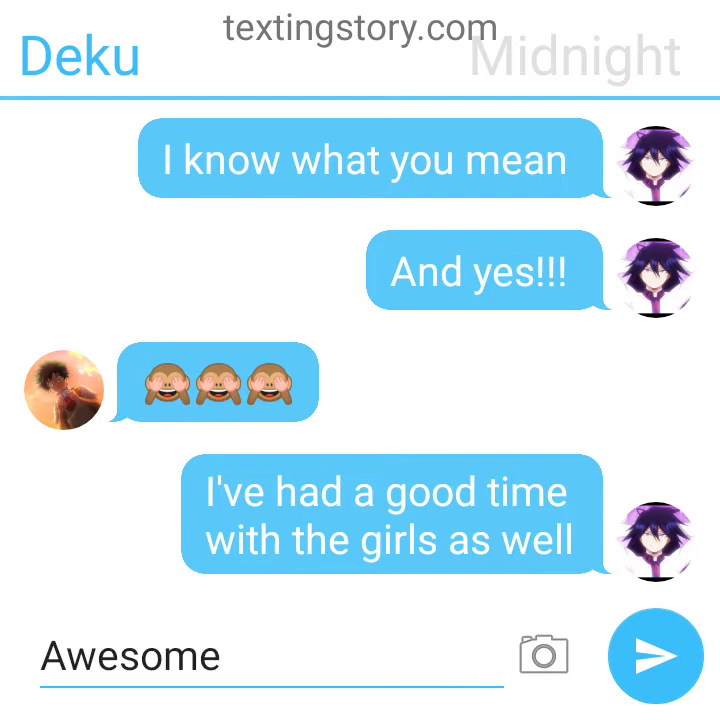 textingstory.com
Deku
Midnight
I know what you mean
And yes!!!
🙈🙈🙈
I've had a good time
with the girls as well
Awesome